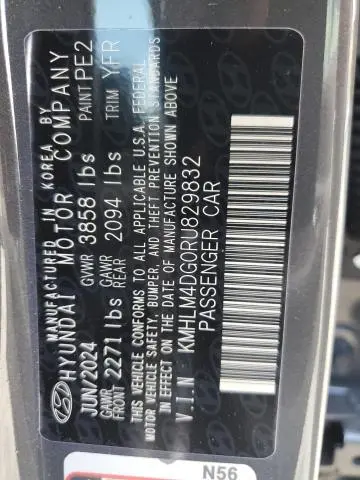 MANUFACTURED IN KOREA BY
HYUNDAI MOTOR COMPANY
JUN/2024 GVWR 3858 lbs PAINT PE2
GAWR FRONT 2271 lbs GAWR REAR 2094 lbs TRIM YFR
THIS VEHICLE CONFORMS TO ALL APPLICABLE U.S.A. FEDERAL
MOTOR VEHICLE SAFETY, BUMPER, AND THEFT PREVENTION STANDARDS
IN EFFECT ON THE DATE OF MANUFACTURE SHOWN ABOVE
V.I.N KMHLM4DG0RU829832
PASSENGER CAR
N56